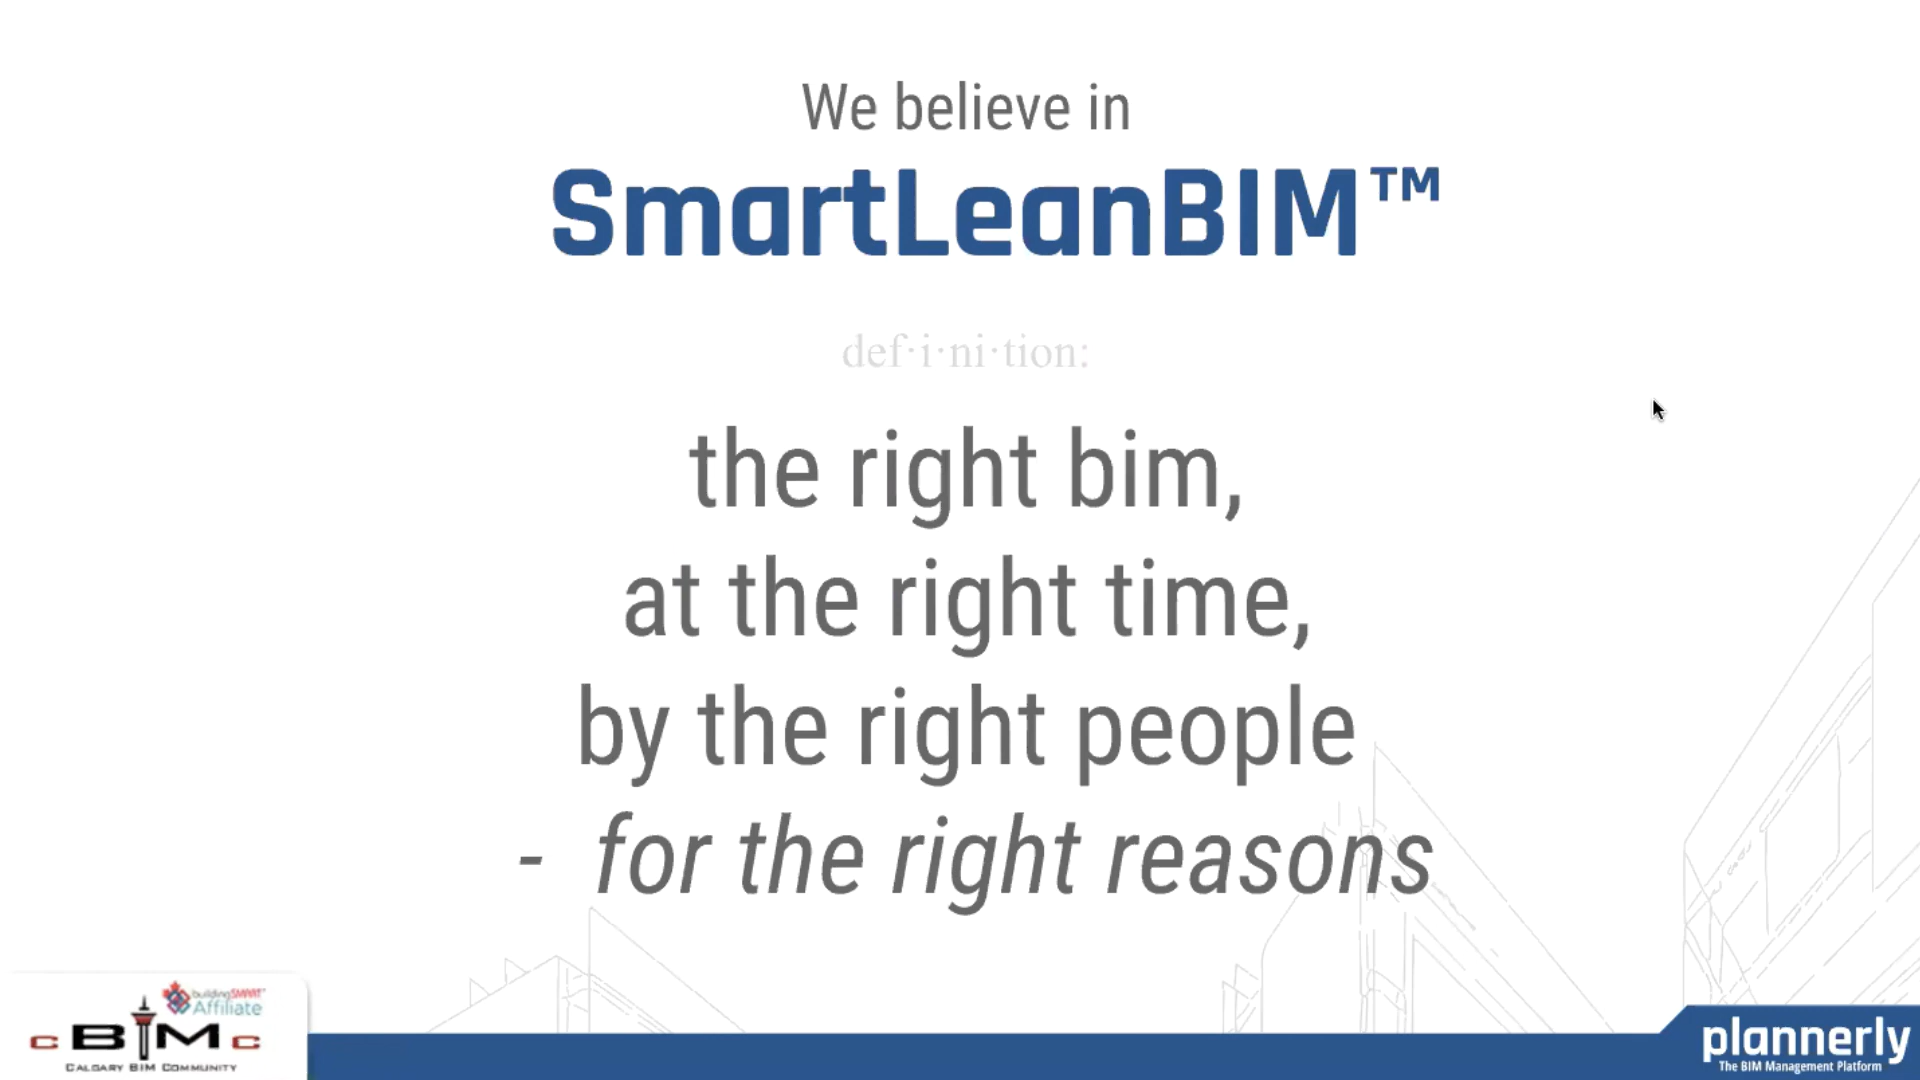 We believe in
SmartLeanBIM™
def·i·ni·tion:
the right bim,
at the right time,
by the right people
- for the right reasons
buildingSMART
Affiliate
cBIMc
CALGARY BIM COMMUNITY
plannerly
The BIM Management Platform